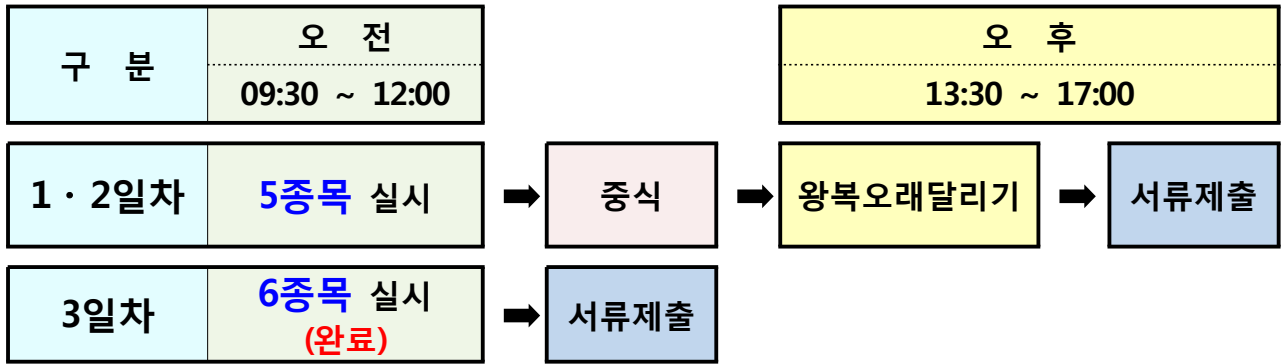 구 분
오 전
09:30 ~ 12:00
오 후
13:30 ~ 17:00
1 · 2일차
5종목 실시
중식
왕복오래달리기
서류제출
3일차
6종목 실시
(완료)
서류제출